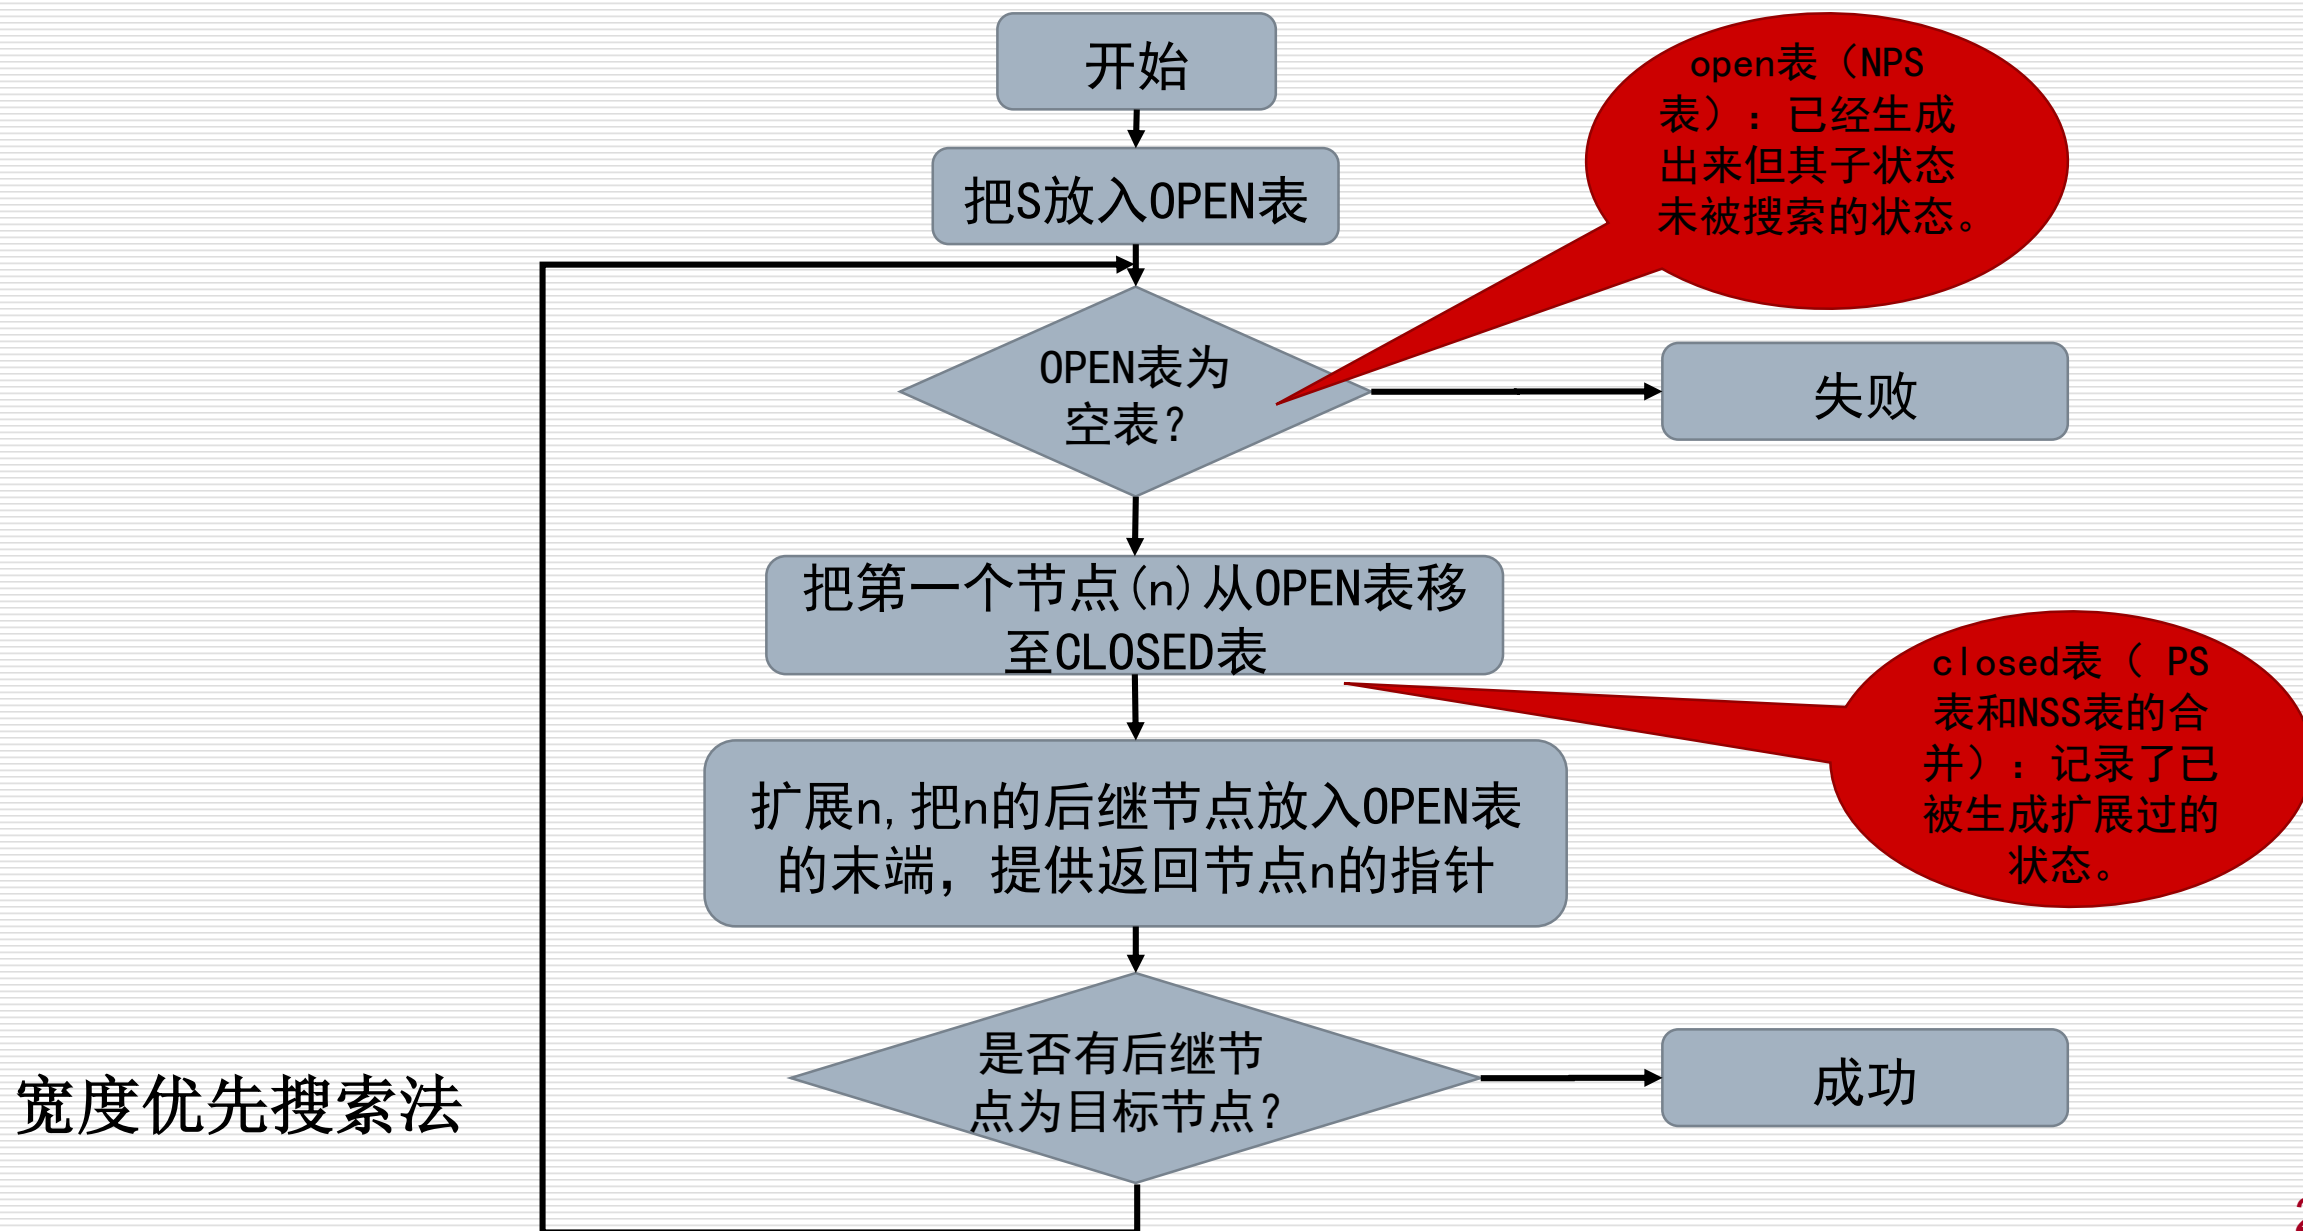 开始
open表（NPS
表）：已经生成
出来但其子状态
未被搜索的状态。
把S放入OPEN表
OPEN表为
空表？
失败
把第一个节点(n)从OPEN表移
至CLOSED表
closed表（ PS
表和NSS表的合
并）：记录了已
被生成扩展过的
状态。
扩展n,把n的后继节点放入OPEN表
的末端，提供返回节点n的指针
是否有后继节
点为目标节点？
成功
宽度优先搜索法